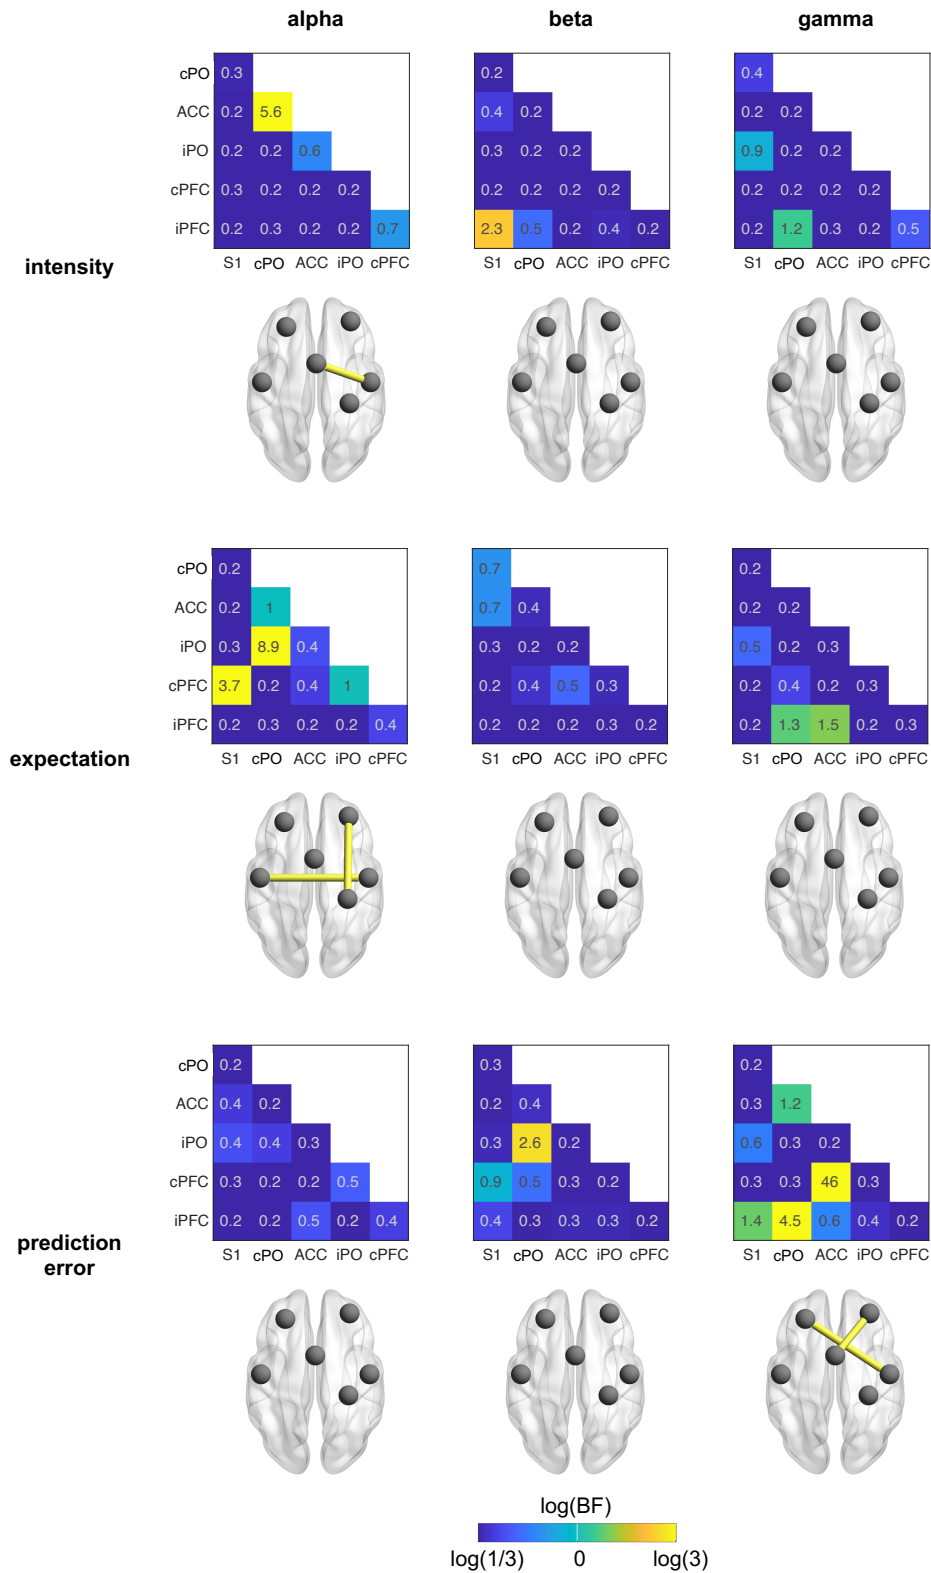 alpha beta gamma
cPO 0.3 0.2 0.4
ACC 0.2 5.6 0.4 0.2 0.2 0.2
iPO 0.2 0.2 0.6 0.3 0.2 0.2 0.9 0.2 0.2
cPFC 0.3 0.2 0.2 0.2 0.2 0.2 0.2 0.2 0.2 0.2 0.2 0.2
iPFC 0.2 0.3 0.2 0.2 0.7 2.3 0.5 0.2 0.4 0.2 0.2 1.2 0.3 0.2 0.5
S1 cPO ACC iPO cPFC S1 cPO ACC iPO cPFC S1 cPO ACC iPO cPFC
intensity
cPO 0.2 0.7 0.2
ACC 0.2 1 0.7 0.4 0.2 0.2
iPO 0.3 8.9 0.4 0.3 0.2 0.2 0.5 0.2 0.3
cPFC 3.7 0.2 0.4 1 0.2 0.4 0.5 0.3 0.2 0.4 0.2 0.3
iPFC 0.2 0.3 0.2 0.2 0.4 0.2 0.2 0.2 0.3 0.2 0.2 1.3 1.5 0.2 0.3
S1 cPO ACC iPO cPFC S1 cPO ACC iPO cPFC S1 cPO ACC iPO cPFC
expectation
cPO 0.2 0.3 0.2
ACC 0.4 0.2 0.2 0.4 0.3 1.2
iPO 0.4 0.4 0.3 0.3 2.6 0.2 0.6 0.3 0.2
cPFC 0.3 0.2 0.2 0.5 0.9 0.5 0.3 0.2 0.3 0.3 46 0.3
iPFC 0.2 0.2 0.5 0.2 0.4 0.4 0.3 0.3 0.3 0.2 1.4 4.5 0.6 0.4 0.2
S1 cPO ACC iPO cPFC S1 cPO ACC iPO cPFC S1 cPO ACC iPO cPFC
prediction
error
log(BF)
log(1/3) 0 log(3)